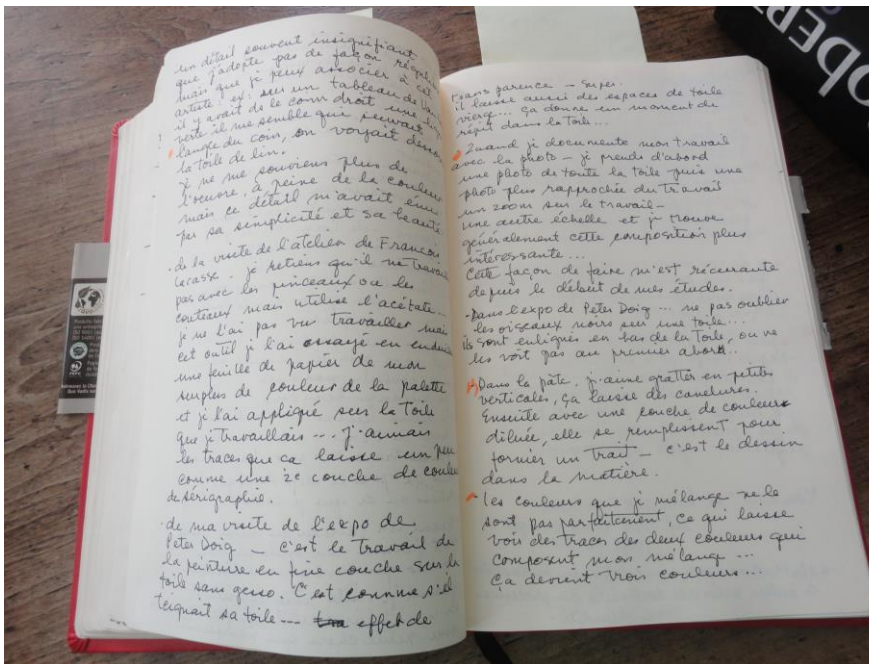 un détail souvent insignifiant
que j'adopte pas de façon
mais que je peux associer à cet
artiste. ex: sur un tableau de
il y avait ds le coin droit une
verte il me semble que suivait
l'angle du coin, on voyait
la toile de lin.
je ne me souviens plus de
l'oeuvre, à peine de la couleur
mais ce détail m'avait ému
par sa simplicité et sa beauté.
- de la visite de l'atelier de François
Lacasse. je retiens qu'il ne travaille
pas avec les pinceaux ou les
couteaux mais utilise l'acétate...
je ne l'ai pas vu travailler mais
cet outil je l'ai essayé en
une feuille de papier de mon
surplus de couleur de la palette
et je l'ai appliqué sur la toile
que je travaillais ... j'aimais
les traces que ca laisse un peu
comme une 2e couche de couleur
de sérigraphie.
- de ma visite de l'expo de
Peter Doig — c'est le travail de
la peinture en fine couche sur la
toile sans gesso. C'est comme s'il
teignait sa toile --- effet de
transparence — super.
il laisse aussi des espaces de toile
vierge... ça donne un moment de
répit dans la toile...
Quand je documente mon travail
avec la photo — je prends d'abord
une photo de toute la toile puis une
photo plus rapprochée du travail
un zoom sur le travail —
une autre échelle et je trouve
généralement cette composition plus
intéressante...
Cette façon de faire m'est récurrante
depuis le début de mes études.
- Dans l'expo de Peter Doig ... ne pas oublier
les oiseaux noirs sur une toile...
ils sont enlignés en bas de la toile, on ne
les voit pas au premier abord..
Dans la pâte, j'aime gratter en petites
verticales, ça laisse des canelures.
Ensuite avec une couche de couleurs
diluée, elle se remplissent pour
former un trait — c'est le dessin
dans la matière.
Les couleurs que je mélange ne le
sont pas parfaitement, ce qui laisse
voir des traces des deux couleurs qui
composent mon mélange ...
Ça devient trois couleurs...